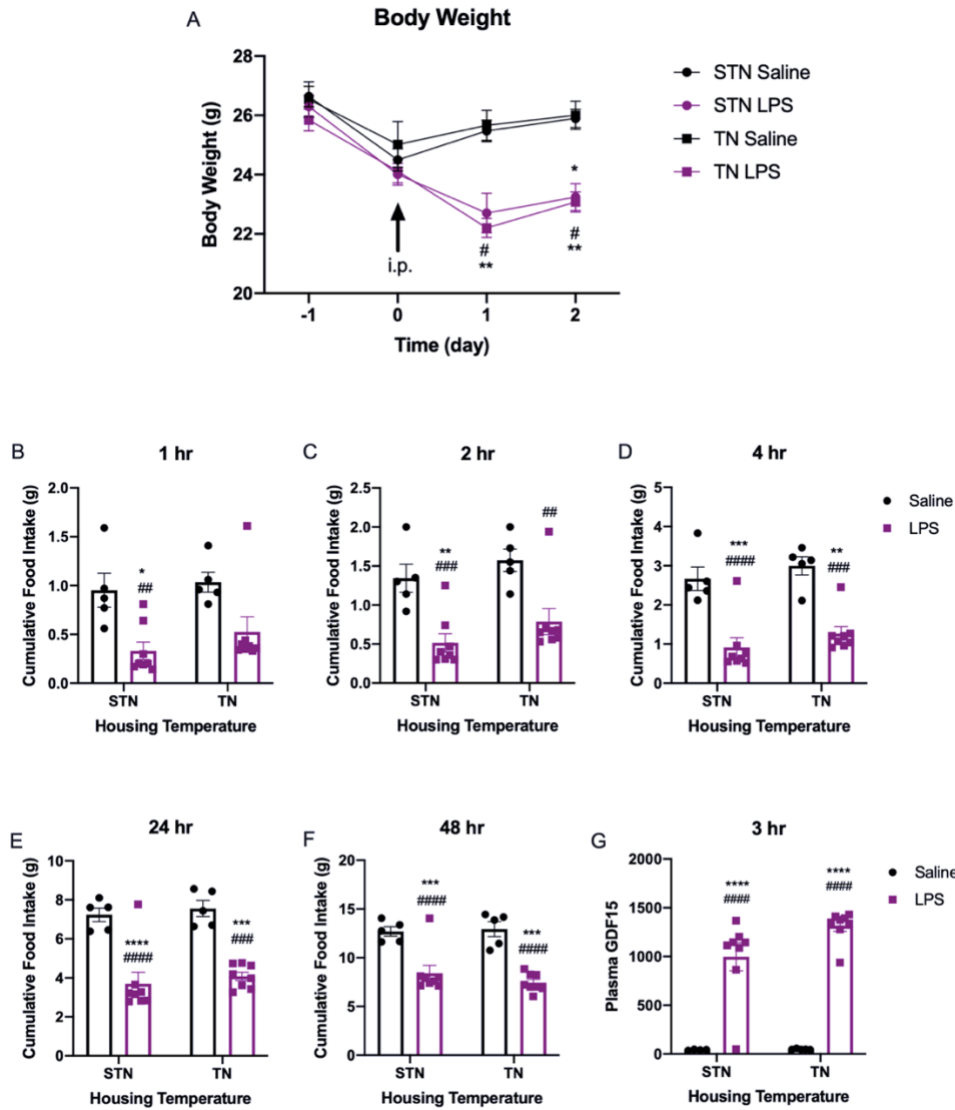 A
Body Weight
28
26
24
22
20
Body Weight (g)
-1
0
1
2
Time (day)
i.p.
#
**
*
#
**
STN Saline
STN LPS
TN Saline
TN LPS
B
1 hr
Cumulative Food Intake (g)
2.0
1.5
1.0
0.5
0.0
*
##
STN
TN
Housing Temperature
C
2 hr
Cumulative Food Intake (g)
2.5
2.0
1.5
1.0
0.5
0.0
**
###
##
STN
TN
Housing Temperature
D
4 hr
Cumulative Food Intake (g)
5
4
3
2
1
0
***
####
**
###
STN
TN
Housing Temperature
Saline
LPS
E
24 hr
Cumulative Food Intake (g)
10
8
6
4
2
0
****
####
***
###
STN
TN
Housing Temperature
F
48 hr
Cumulative Food Intake (g)
20
15
10
5
0
***
####
***
####
STN
TN
Housing Temperature
G
3 hr
Plasma GDF15
2000
1500
1000
500
0
****
####
****
####
STN
TN
Housing Temperature
Saline
LPS